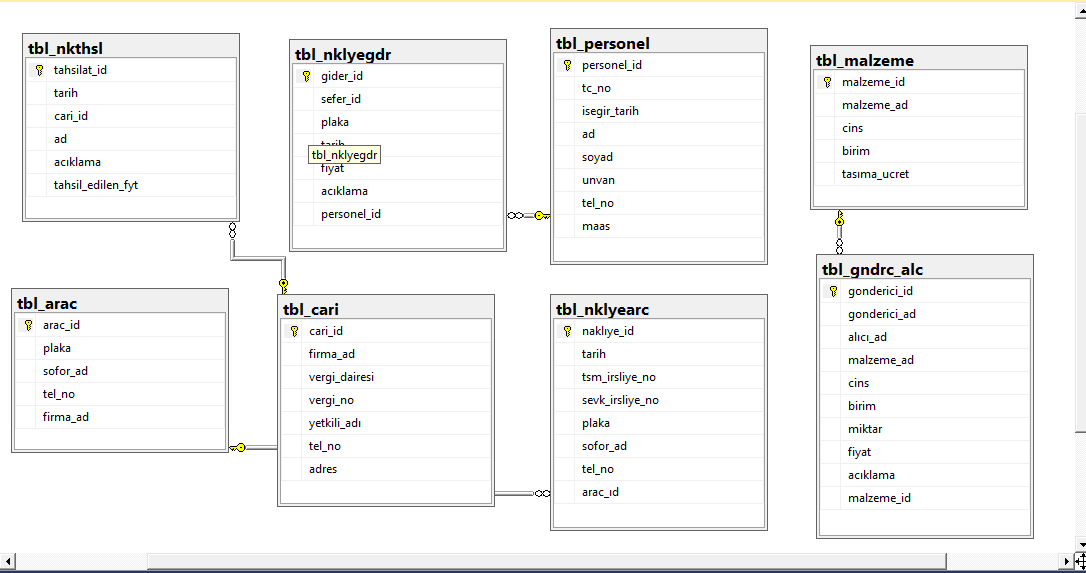 tbl_nkthsl
tahsilat_id
tarih
cari_id
ad
acıklama
tahsil_edilen_fyt
tbl_nklyegdr
gider_id
sefer_id
plaka
tarih
tbl_nklyegdr
fiyat
acıklama
personel_id
tbl_personel
personel_id
tc_no
isegir_tarih
ad
soyad
unvan
tel_no
maas
tbl_malzeme
malzeme_id
malzeme_ad
cins
birim
tasıma_ucret
tbl_arac
arac_id
plaka
sofor_ad
tel_no
firma_ad
tbl_cari
cari_id
firma_ad
vergi_dairesi
vergi_no
yetkili_adı
tel_no
adres
tbl_nklyearc
naklıye_id
tarih
tsm_irsliye_no
sevk_irsliye_no
plaka
sofor_ad
tel_no
arac_ıd
tbl_gndrc_alc
gonderici_id
gonderici_ad
alıcı_ad
malzeme_ad
cins
birim
miktar
fiyat
acıklama
malzeme_id